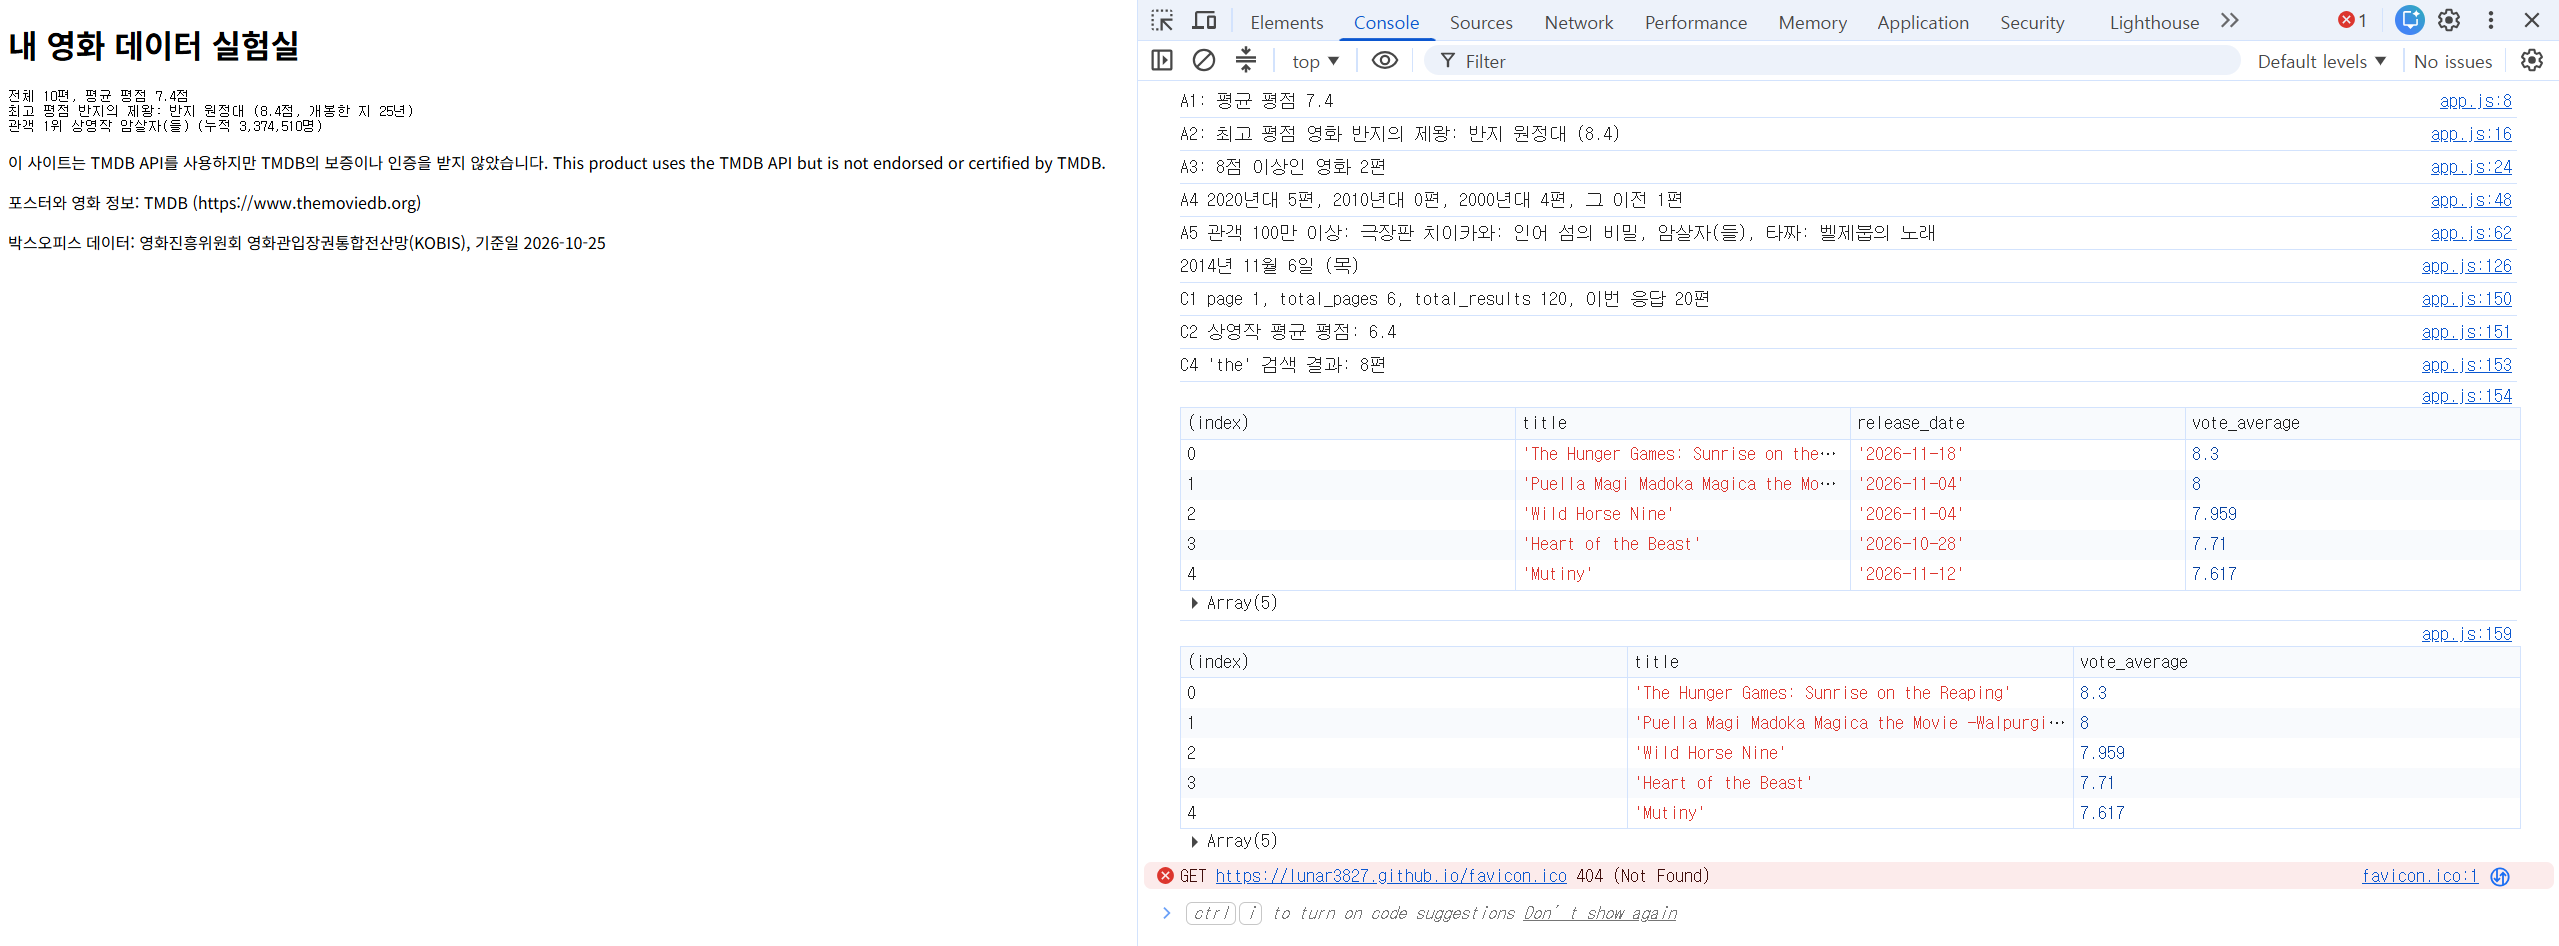 내 영화 데이터 실험실
전체 10편, 평균 평점 7.4점
최고 평점 반지의 제왕: 반지 원정대 (8.4점, 개봉한 지 25년)
관객 1위 상영작 암살자(들) (누적 3,374,510명)
이 사이트는 TMDB API를 사용하지만 TMDB의 보증이나 인증을 받지 않았습니다. This product uses the TMDB API but is not endorsed or certified by TMDB.
포스터와 영화 정보: TMDB (https://www.themoviedb.org)
박스오피스 데이터: 영화진흥위원회 영화관입장권통합전산망(KOBIS), 기준일 2026-10-25
Elements Console Sources Network Performance Memory Application Security Lighthouse 1
top Filter Default levels No issues
A1: 평균 평점 7.4 app.js:8
A2: 최고 평점 영화 반지의 제왕: 반지 원정대 (8.4) app.js:16
A3: 8점 이상인 영화 2편 app.js:24
A4 2020년대 5편, 2010년대 0편, 2000년대 4편, 그 이전 1편 app.js:48
A5 관객 100만 이상: 극장판 치이카와: 인어 섬의 비밀, 암살자(들), 타짜: 벨제붑의 노래 app.js:62
2014년 11월 6일 (목) app.js:126
C1 page 1, total_pages 6, total_results 120, 이번 응답 20편 app.js:150
C2 상영작 평균 평점: 6.4 app.js:151
C4 'the' 검색 결과: 8편 app.js:153
app.js:154
(index) title release_date vote_average
0 'The Hunger Games: Sunrise on the… '2026-11-18' 8.3
1 'Puella Magi Madoka Magica the Mo… '2026-11-04' 8
2 'Wild Horse Nine' '2026-11-04' 7.959
3 'Heart of the Beast' '2026-10-28' 7.71
4 'Mutiny' '2026-11-12' 7.617
Array(5)
app.js:159
(index) title vote_average
0 'The Hunger Games: Sunrise on the Reaping' 8.3
1 'Puella Magi Madoka Magica the Movie -Walpurgi… 8
2 'Wild Horse Nine' 7.959
3 'Heart of the Beast' 7.71
4 'Mutiny' 7.617
Array(5)
GET https://lunar3827.github.io/favicon.ico 404 (Not Found) favicon.ico:1
ctrl i to turn on code suggestions Don't show again